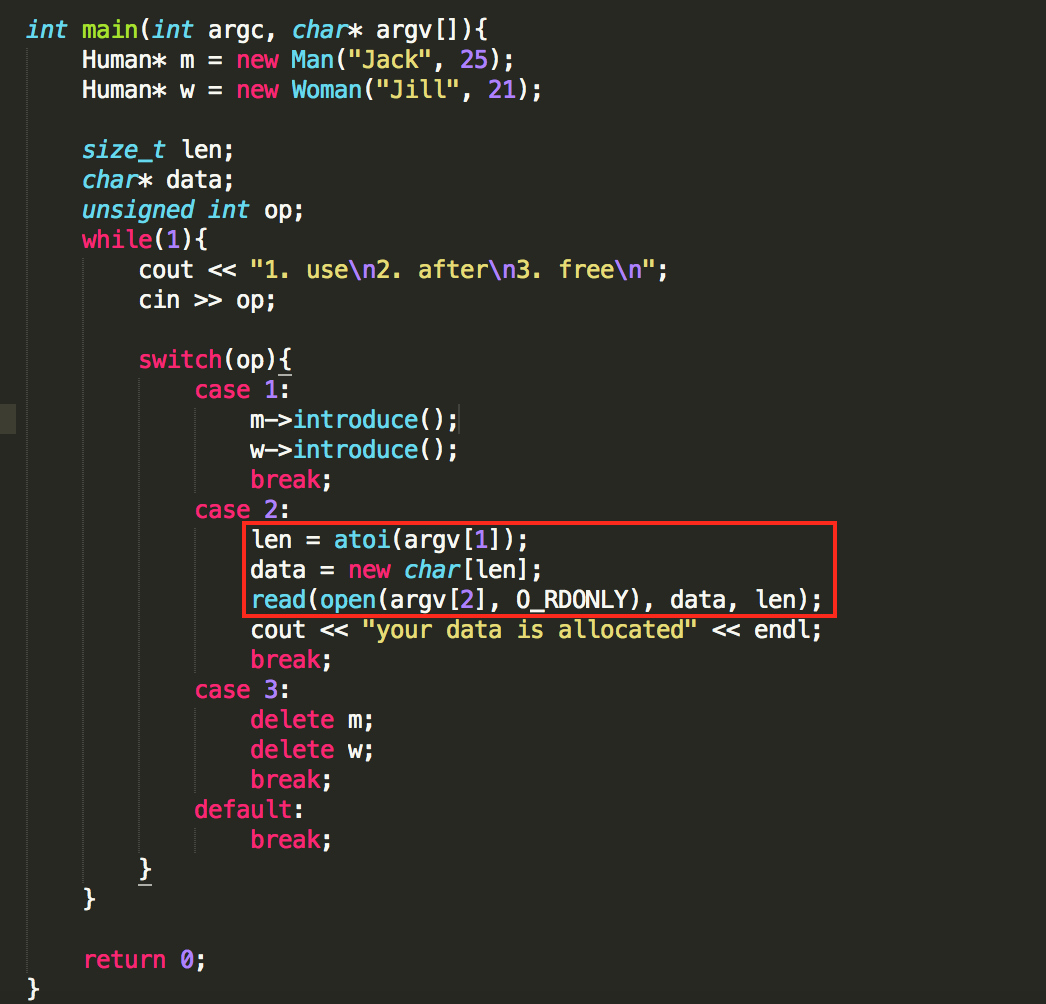 int main(int argc, char* argv[]){
    Human* m = new Man("Jack", 25);
    Human* w = new Woman("Jill", 21);

    size_t len;
    char* data;
    unsigned int op;
    while(1){
        cout << "1. use\n2. after\n3. free\n";
        cin >> op;

        switch(op){
            case 1:
                m->introduce();
                w->introduce();
                break;
            case 2:
                len = atoi(argv[1]);
                data = new char[len];
                read(open(argv[2], O_RDONLY), data, len);
                cout << "your data is allocated" << endl;
                break;
            case 3:
                delete m;
                delete w;
                break;
            default:
                break;
        }
    }

    return 0;
}